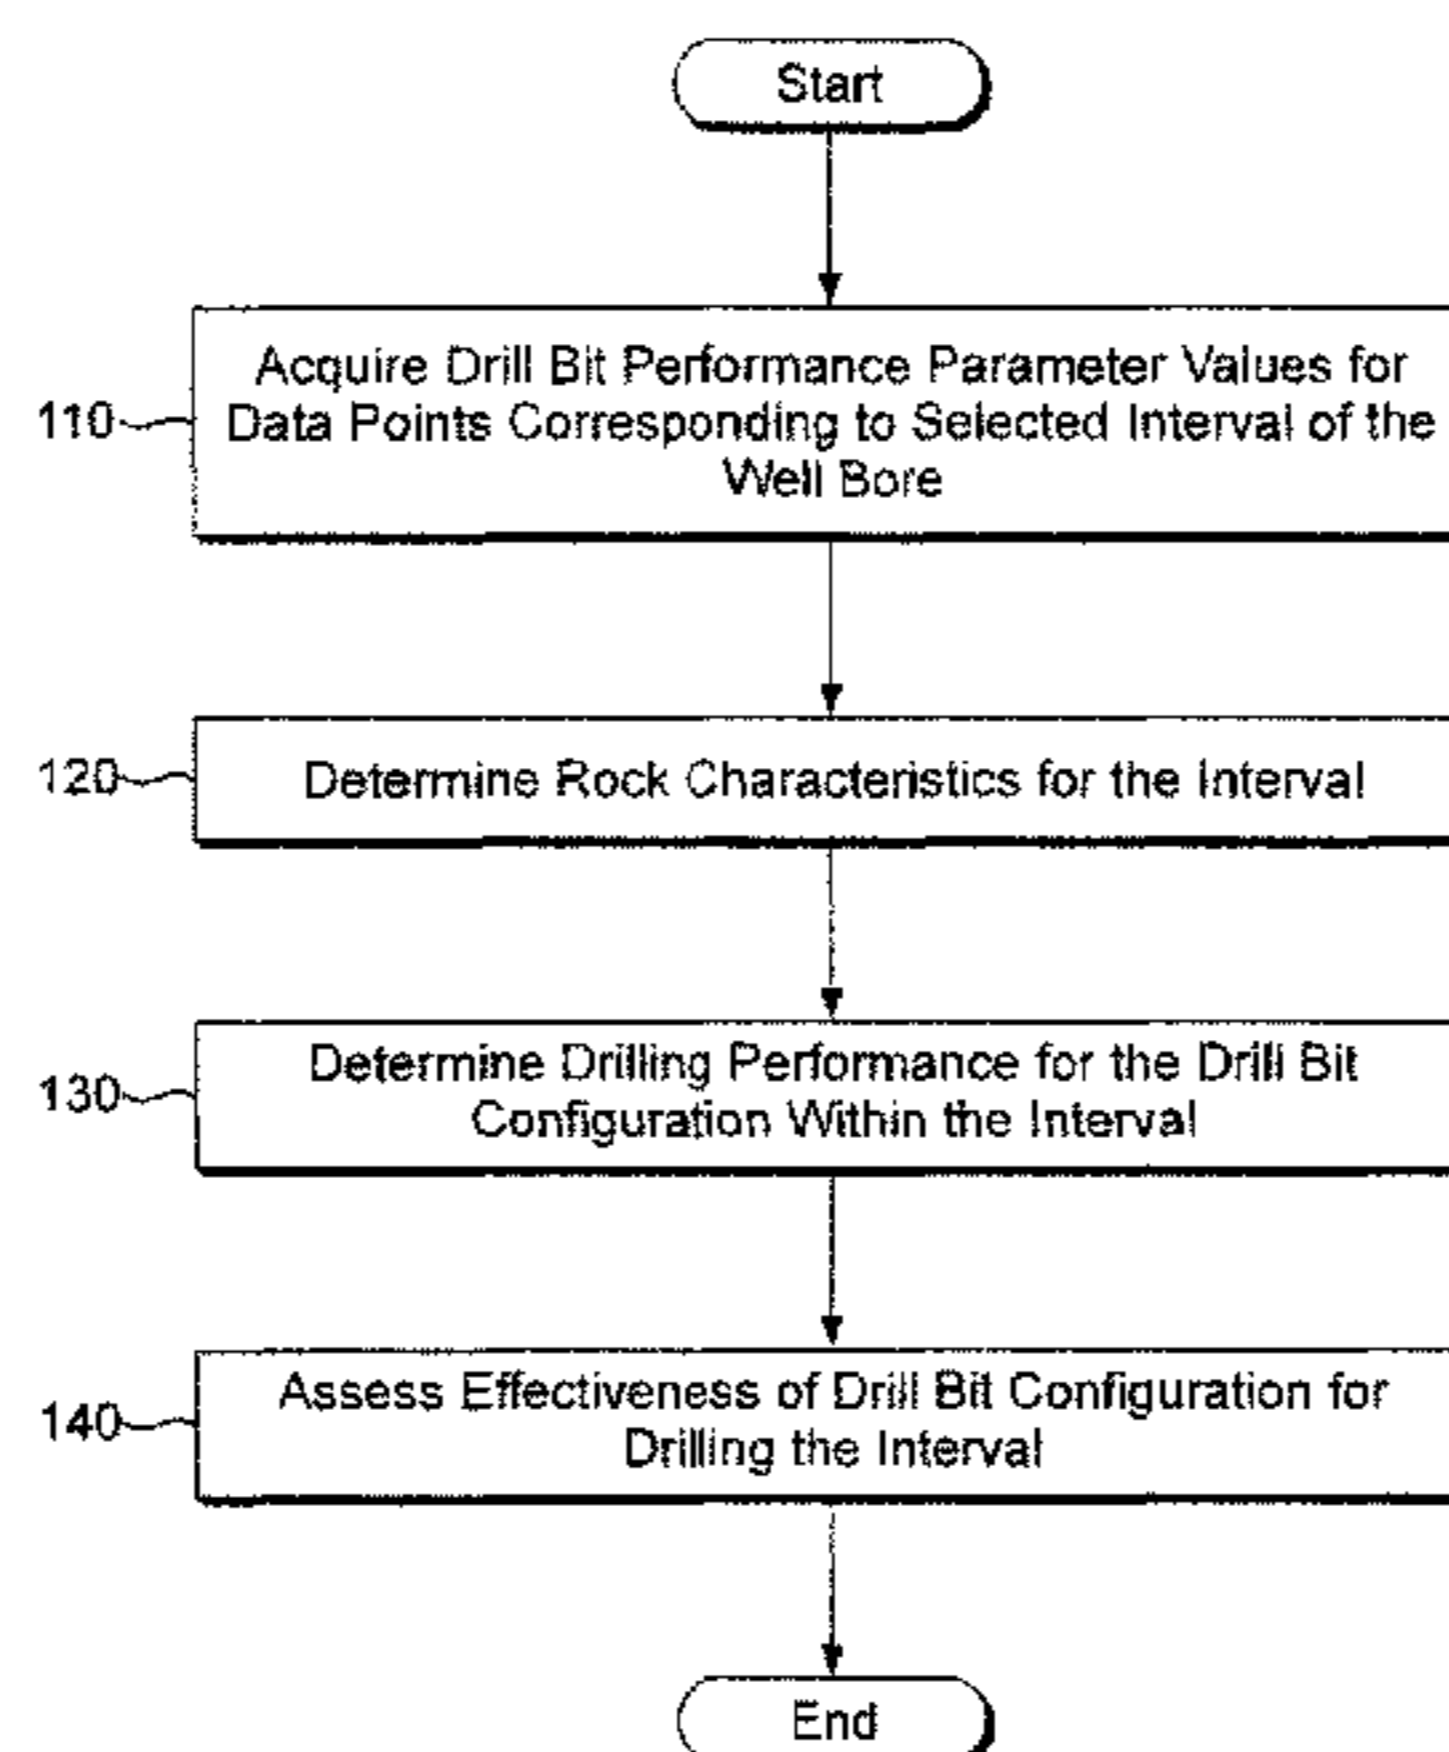 Start
110
Acquire Drill Bit Performance Parameter Values for
Data Points Corresponding to Selected Interval of the
Well Bore
120
Determine Rock Characteristics for the Interval
130
Determine Drilling Performance for the Drill Bit
Configuration Within the Interval
140
Assess Effectiveness of Drill Bit Configuration for
Drilling the Interval
End